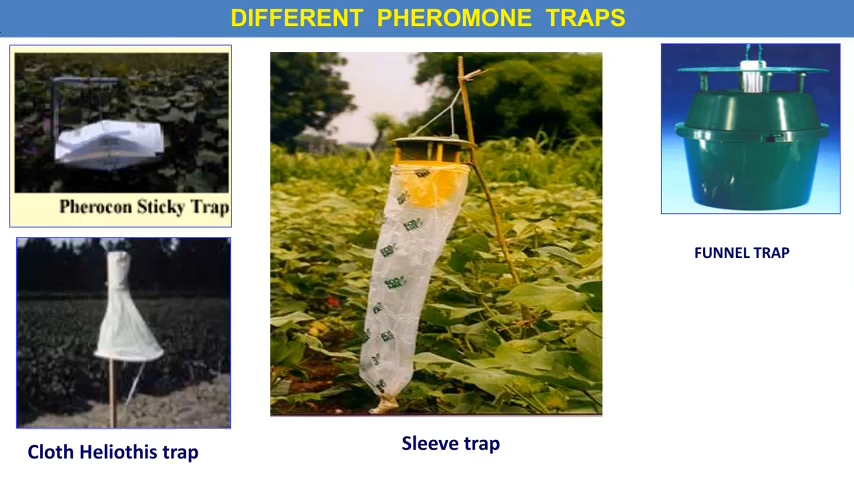 DIFFERENT PHEROMONE TRAPS
Pherocon Sticky Trap
Cloth Heliothis trap
Sleeve trap
FUNNEL TRAP